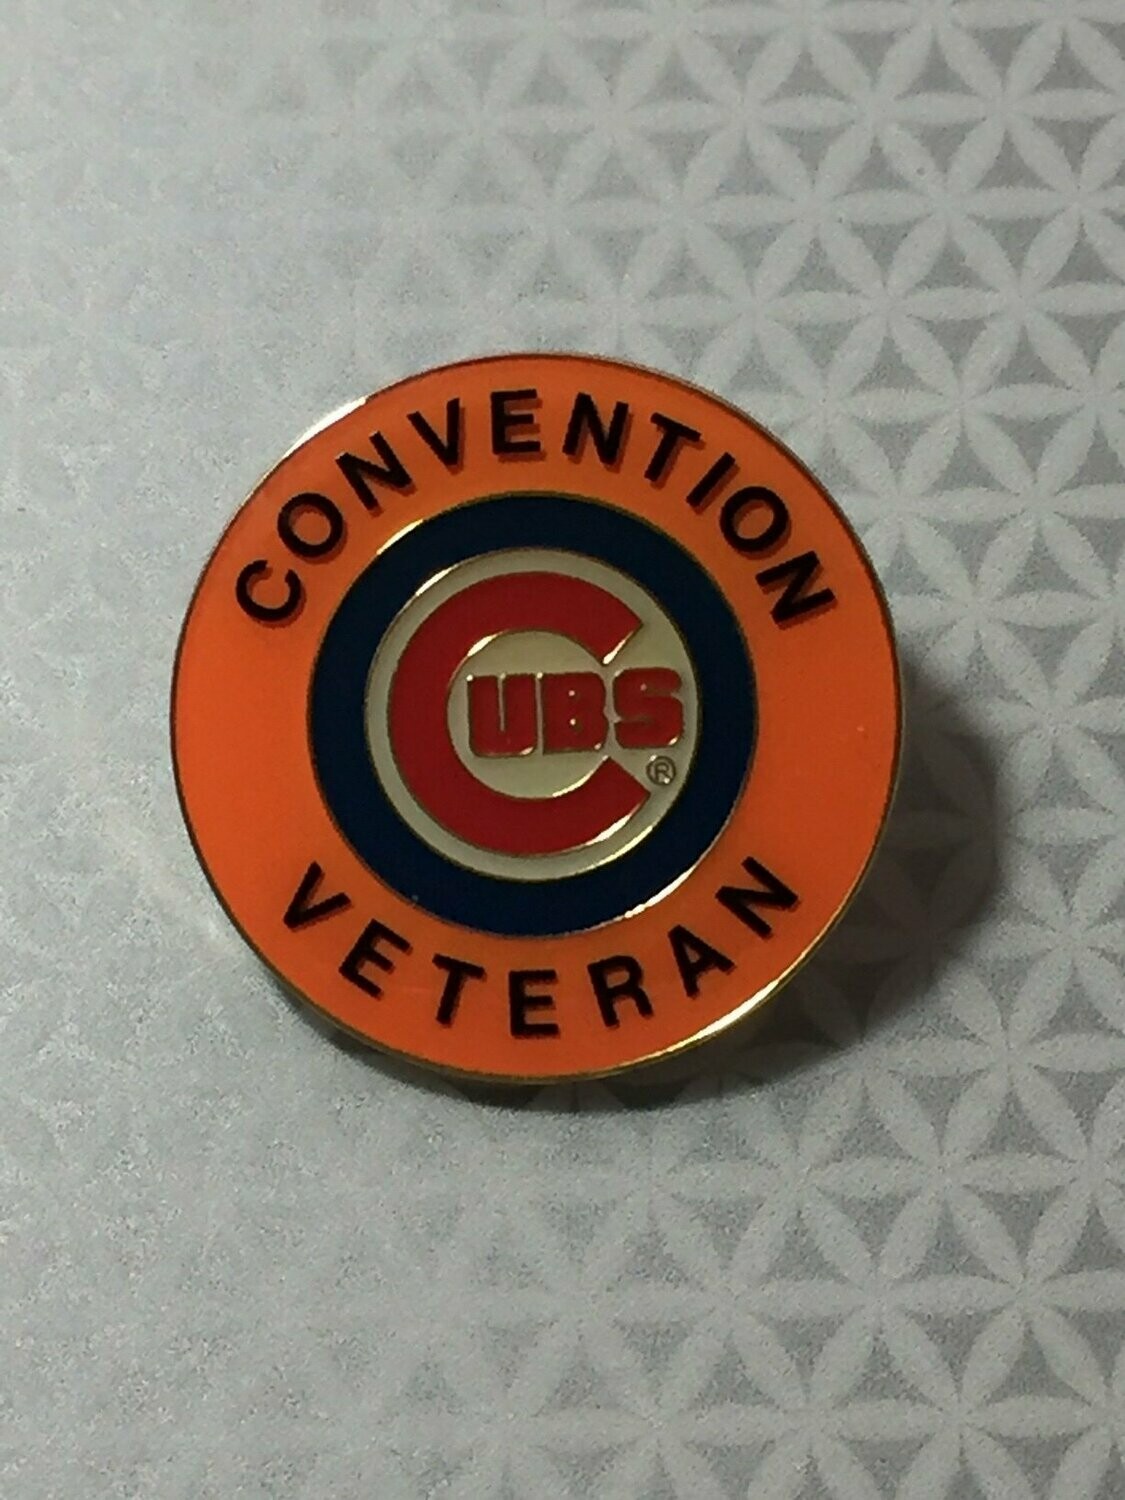 CONVENTION
CUBS
®
VETERAN